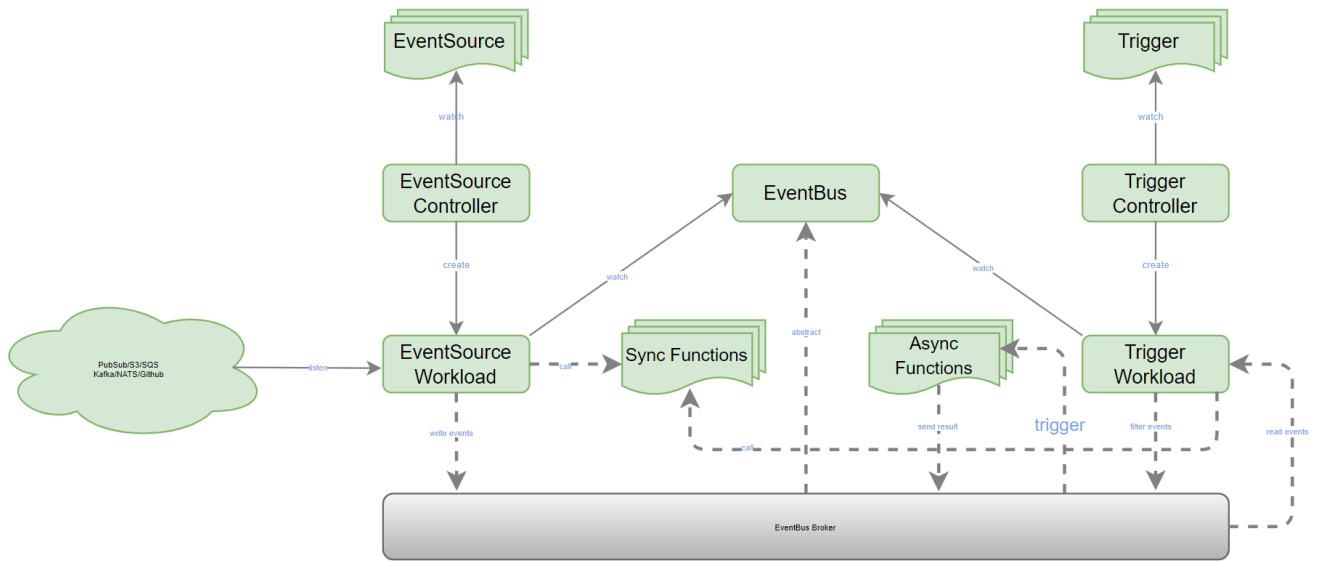 EventSource
Trigger
watch
watch
EventSource
Controller
EventBus
Trigger
Controller
create
create
watch
watch
PubSub/S3/SQS
Kafka/NATS/Github
listen
EventSource
Workload
call
Sync Functions
abstract
Async
Functions
Trigger
Workload
write events
send result
trigger
filter events
read events
call
EventBus Broker